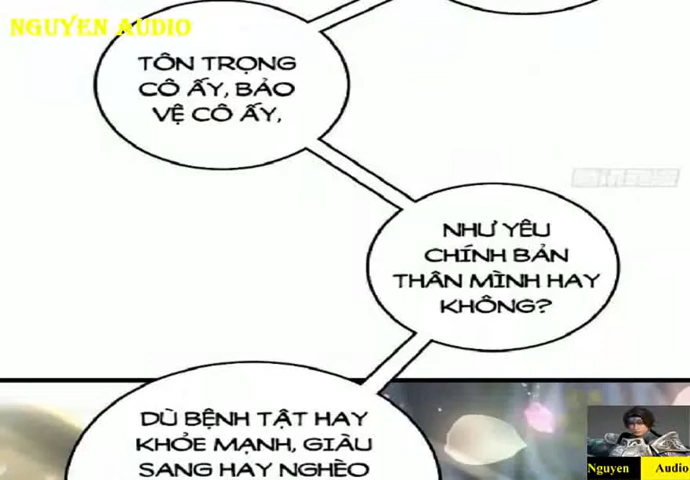 NGUYEN AUDIO
TÔN TRỌNG
CÔ ẤY, BẢO
VỆ CÔ ẤY,
NHƯ YÊU
CHÍNH BẢN
THÂN MÌNH HAY
KHÔNG?
DÙ BỆNH TẬT HAY
KHỎE MẠNH, GIÀU
SANG HAY NGHÈO
Nguyen Audio